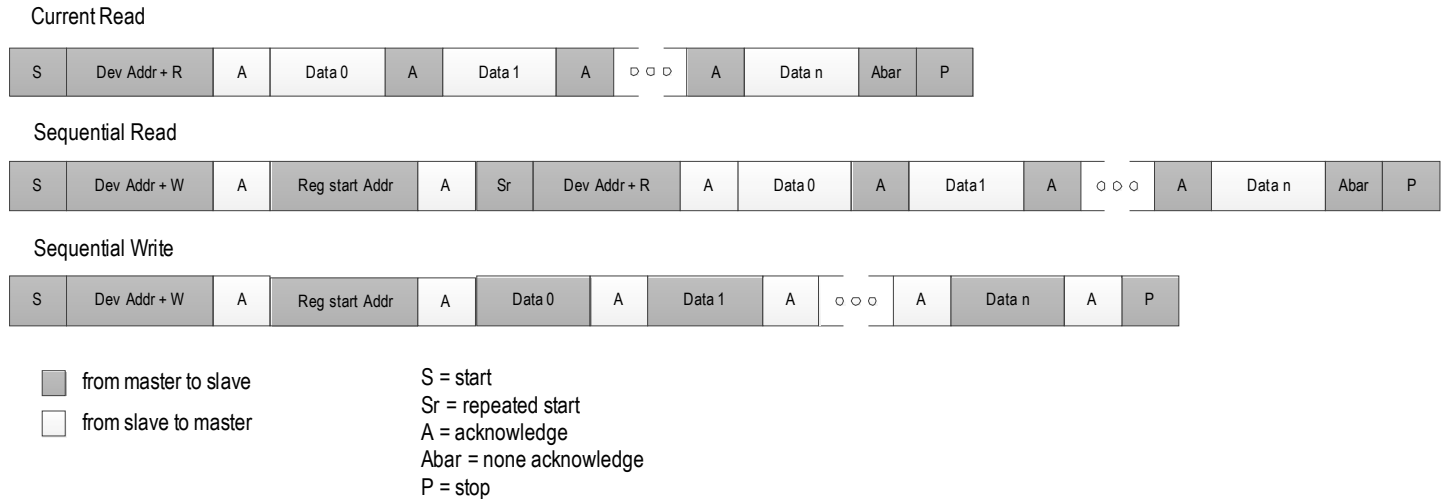 Current Read
S Dev Addr + R A Data 0 A Data 1 A A Data n Abar P
Sequential Read
S Dev Addr + W A Reg start Addr A Sr Dev Addr + R A Data 0 A Data1 A A Data n Abar P
Sequential Write
S Dev Addr + W A Reg start Addr A Data 0 A Data 1 A A Data n A P
from master to slave
from slave to master
S = start
Sr = repeated start
A = acknowledge
Abar = none acknowledge
P = stop